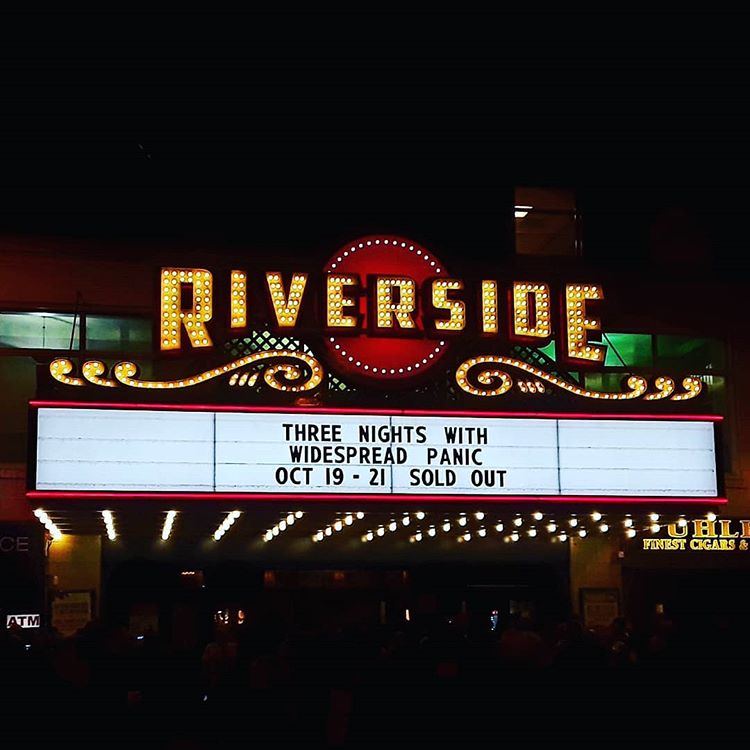 RIVERSIDE
THREE NIGHTS WITH
WIDESPREAD PANIC
OCT 19 - 21 SOLD OUT
FINEST CIGARS &
ATM